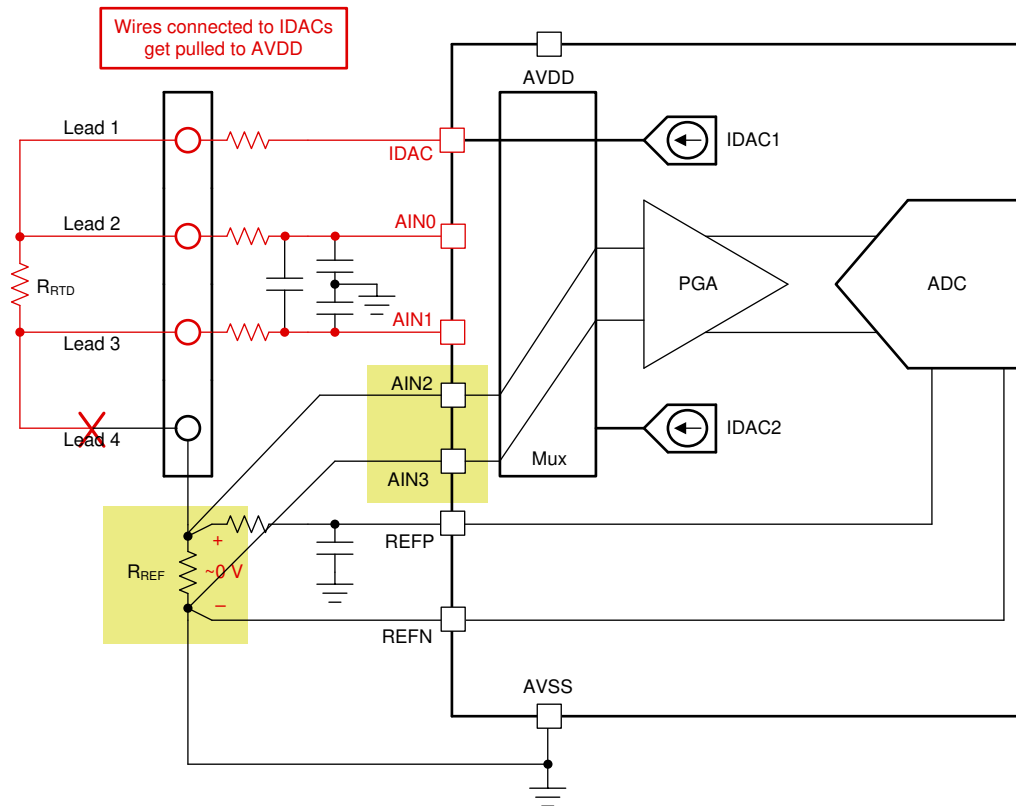 Wires connected to IDACs
get pulled to AVDD
AVDD
Lead 1
IDAC
IDAC1
Lead 2
AIN0
RRTD
PGA
ADC
AIN1
Lead 3
AIN2
Lead 4
IDAC2
Mux
AIN3
REFP
+
RREF
~0 V
–
REFN
AVSS